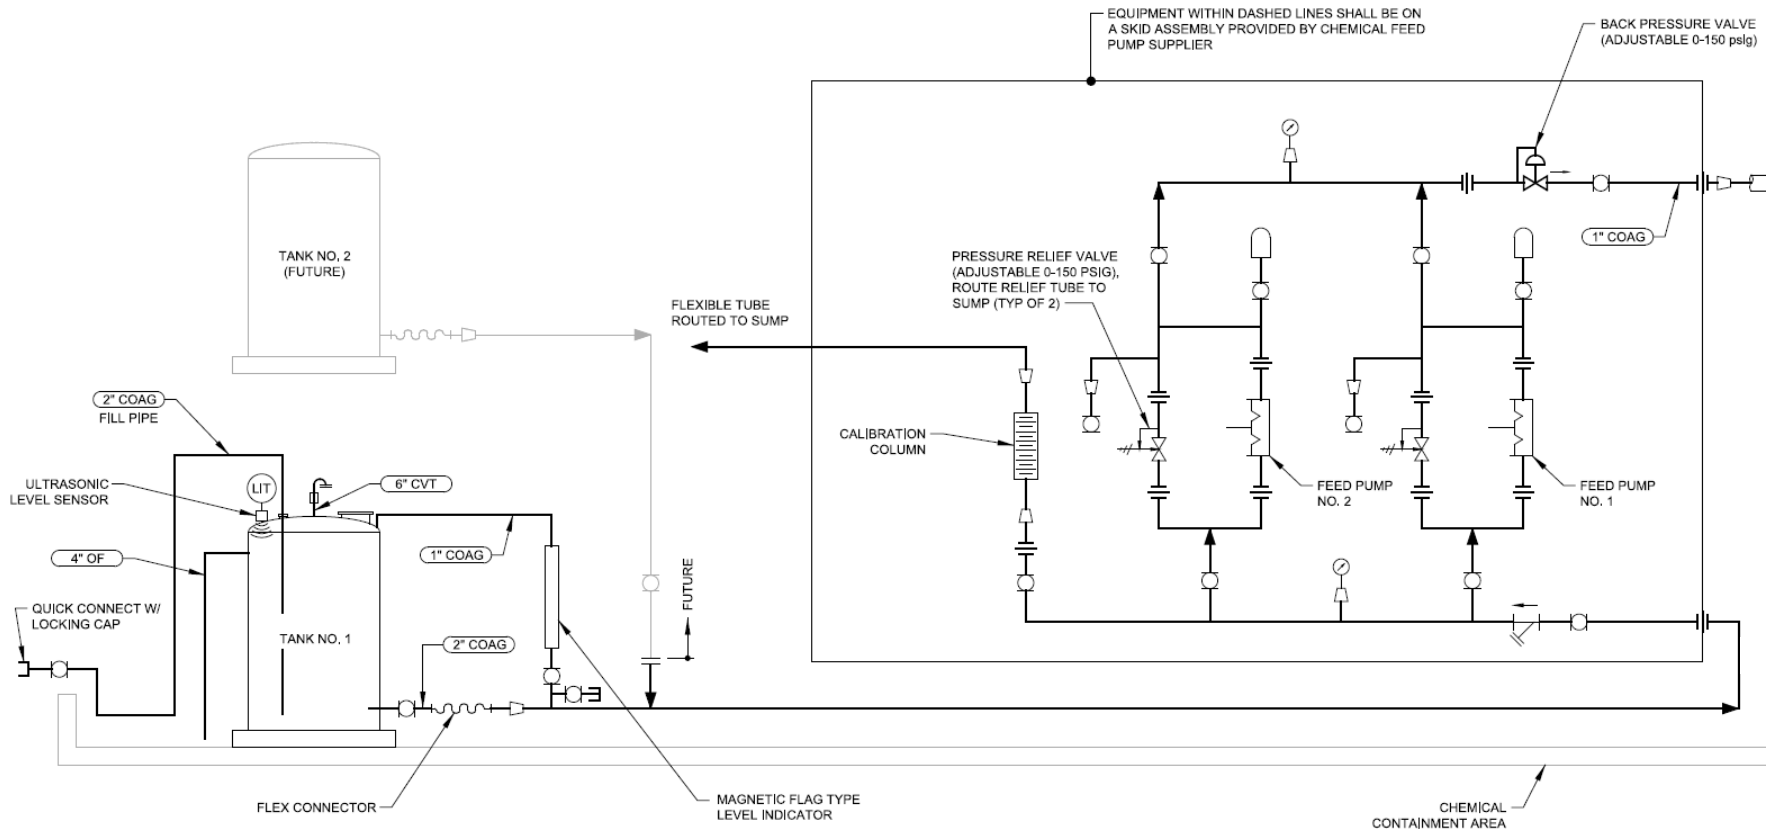 EQUIPMENT WITHIN DASHED LINES SHALL BE ON
A SKID ASSEMBLY PROVIDED BY CHEMICAL FEED
PUMP SUPPLIER
BACK PRESSURE VALVE
(ADJUSTABLE 0-150 psig)
1" COAG
TANK NO. 2
(FUTURE)
PRESSURE RELIEF VALVE
(ADJUSTABLE 0-150 PSIG),
ROUTE RELIEF TUBE TO
SUMP (TYP OF 2)
FLEXIBLE TUBE
ROUTED TO SUMP
2" COAG
FILL PIPE
CALIBRATION
COLUMN
ULTRASONIC
LEVEL SENSOR
LIT
6" CVT
FEED PUMP
NO. 2
FEED PUMP
NO. 1
4" OF
1" COAG
FUTURE
QUICK CONNECT W/
LOCKING CAP
TANK NO. 1
2" COAG
FLEX CONNECTOR
MAGNETIC FLAG TYPE
LEVEL INDICATOR
CHEMICAL
CONTAINMENT AREA